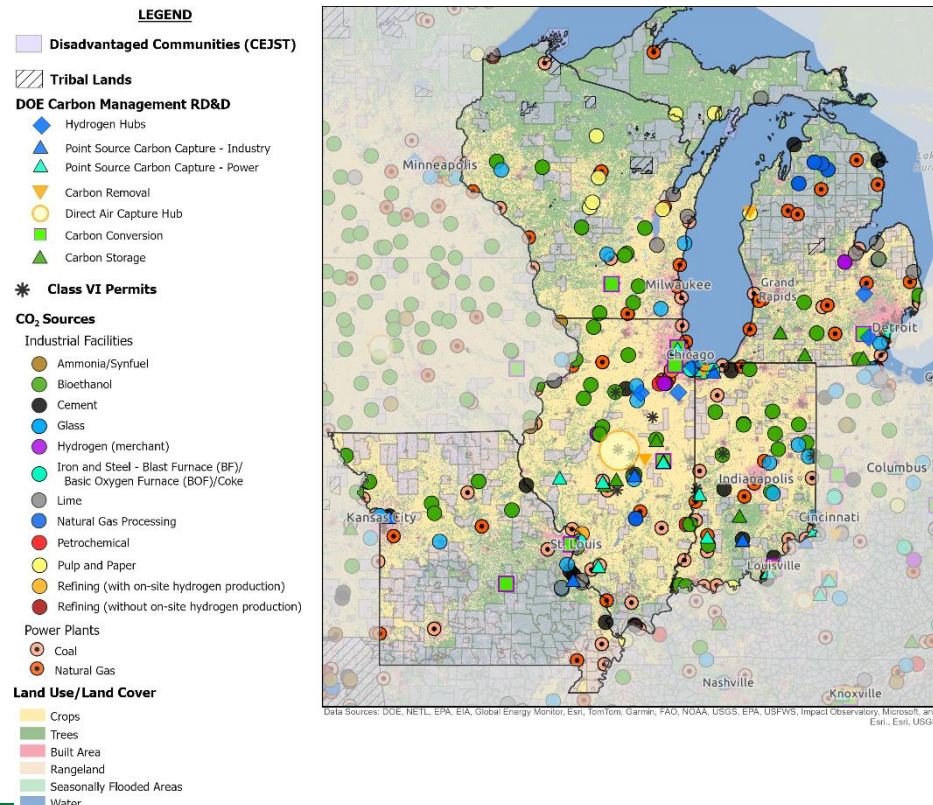 LEGEND
Disadvantaged Communities (CEJST)
Tribal Lands
DOE Carbon Management RD&D
Hydrogen Hubs
Point Source Carbon Capture - Industry
Point Source Carbon Capture - Power
Carbon Removal
Direct Air Capture Hub
Carbon Conversion
Carbon Storage
Class VI Permits
CO₂ Sources
Industrial Facilities
Ammonia/Synfuel
Bioethanol
Cement
Glass
Hydrogen (merchant)
Iron and Steel - Blast Furnace (BF)/
Basic Oxygen Furnace (BOF)/Coke
Lime
Natural Gas Processing
Petrochemical
Pulp and Paper
Refining (with on-site hydrogen production)
Refining (without on-site hydrogen production)
Power Plants
Coal
Natural Gas
Land Use/Land Cover
Crops
Trees
Built Area
Rangeland
Seasonally Flooded Areas
Water
Minneapolis
Milwaukee
Grand
Rapids
Detroit
Chicago
Indianapolis
Columbus
Kansas City
St. Louis
Cincinnati
Louisville
Nashville
Knoxville
Data Sources: DOE, NETL, EPA, EIA, Global Energy Monitor, Esri, TomTom, Garmin, FAO, NOAA, USGS, EPA, USFWS, Impact Observatory, Microsoft, an
Esri., Esri, USG